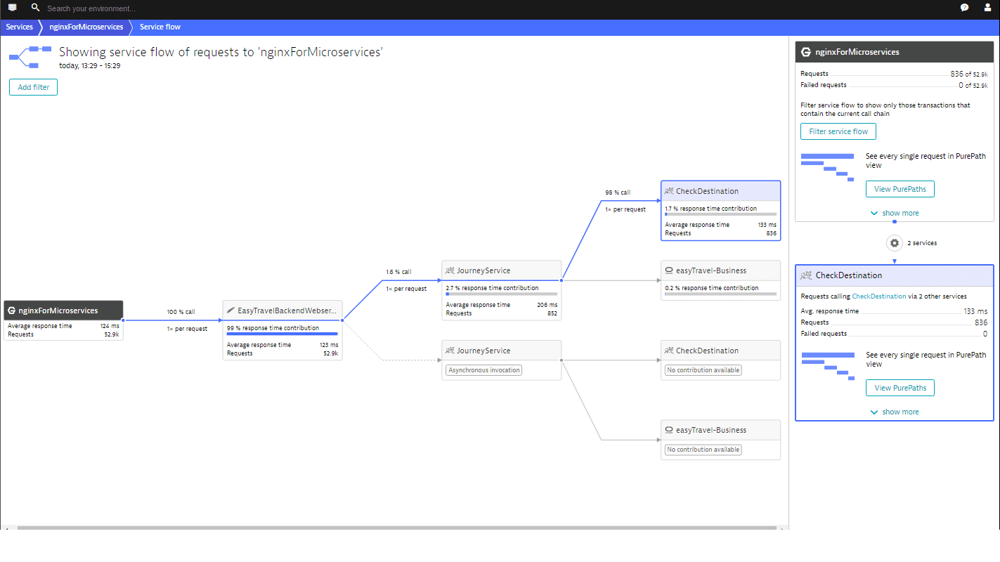 Search your environment...
Services
nginxForMicroservices
Service flow
Showing service flow of requests to 'nginxForMicroservices'
today, 13:29 - 15:29
Add filter
nginxForMicroservices
Average response time 124 ms
Requests 52.9k
100 % call
1× per request
EasyTravelBackendWebser...
99 % response time contribution
Average response time 123 ms
Requests 52.9k
1.6 % call
1× per request
JourneyService
2.7 % response time contribution
Average response time 206 ms
Requests 852
JourneyService
Asynchronous invocation
98 % call
1× per request
CheckDestination
1.7 % response time contribution
Average response time 133 ms
Requests 836
easyTravel-Business
0.2 % response time contribution
CheckDestination
No contribution available
easyTravel-Business
No contribution available
nginxForMicroservices
Requests 836 of 52.9k
Failed requests 0 of 52.9k
Filter service flow to show only those transactions that
contain the current call chain
Filter service flow
See every single request in PurePath
view
View PurePaths
show more
2 services
CheckDestination
Requests calling CheckDestination via 2 other services
Avg. response time 133 ms
Requests 836
Failed requests 0
See every single request in PurePath
view
View PurePaths
show more